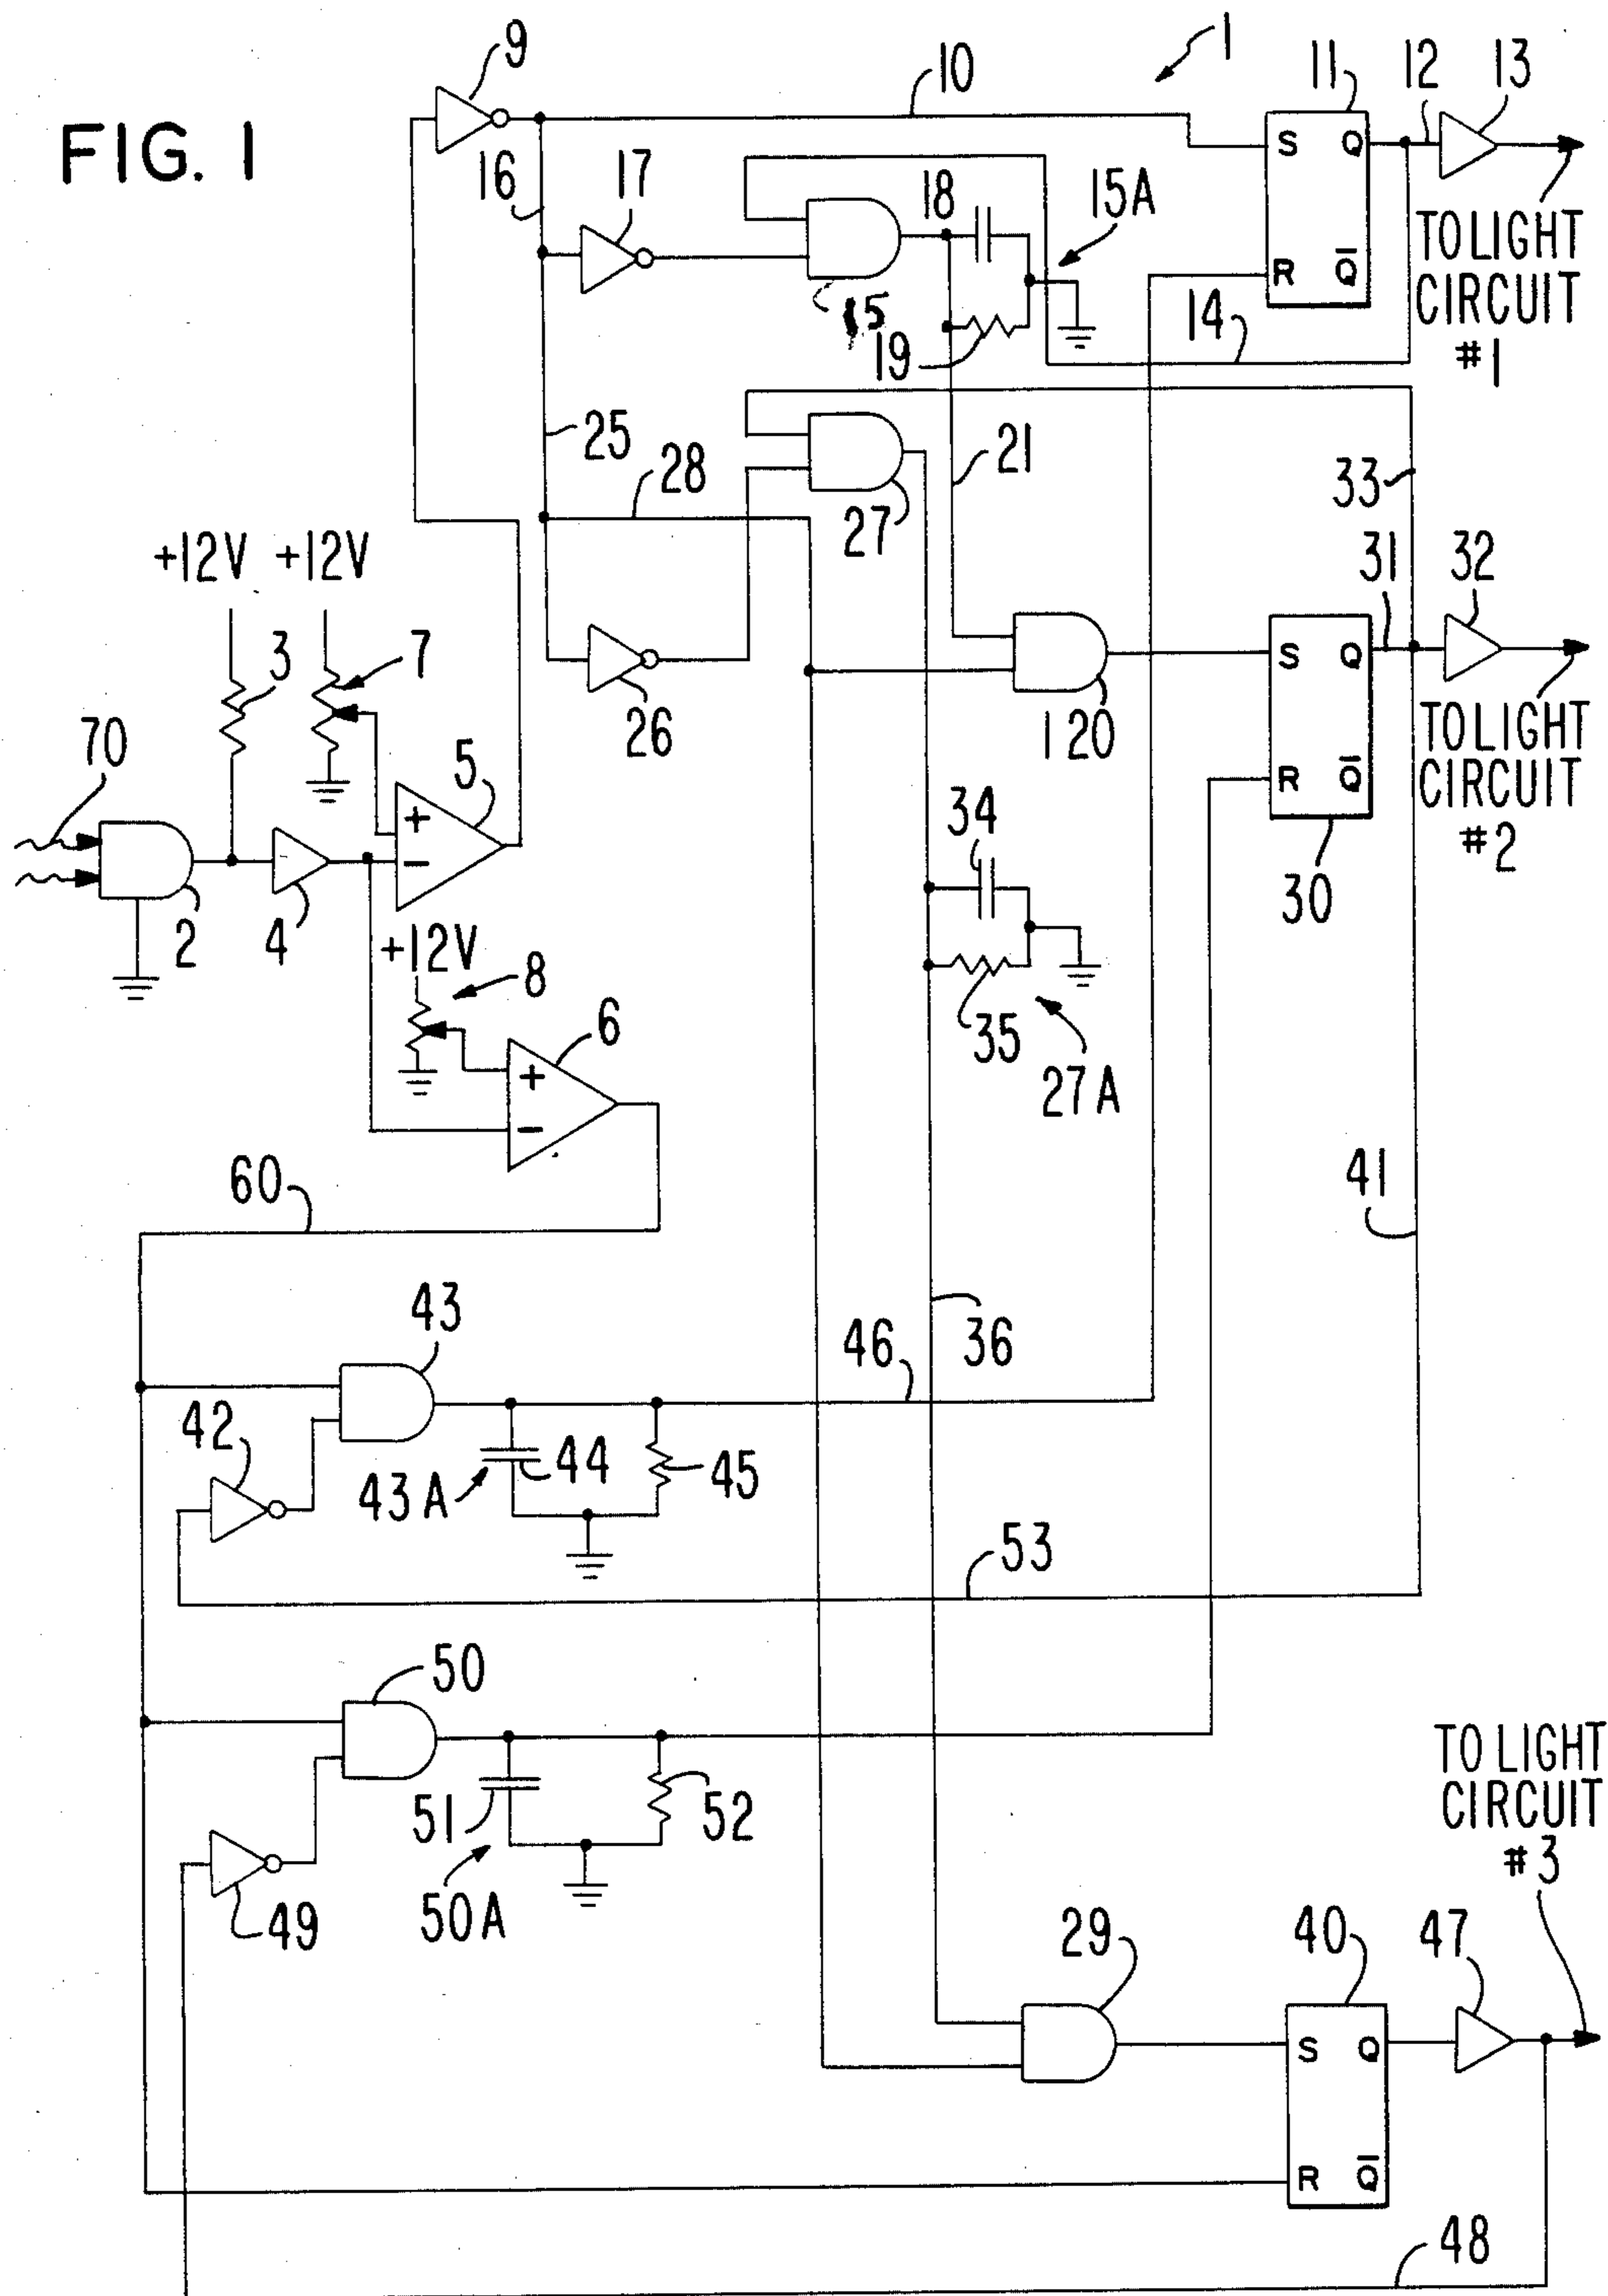 FIG. 1
9
10
1
11
12
13
S
Q
16
17
18
15A
TO LIGHT
CIRCUIT
#1
R
Q̅
15
19
14
25
28
27
21
33
+12V
+12V
3
7
31
32
26
120
S
Q
TO LIGHT
CIRCUIT
#2
R
Q̅
70
5
+
−
34
30
2
4
+12V
8
35
27A
6
+
−
60
41
43
46
36
42
43A
44
45
53
50
51
52
TO LIGHT
CIRCUIT
#3
49
50A
29
40
47
S
Q
R
Q̅
48